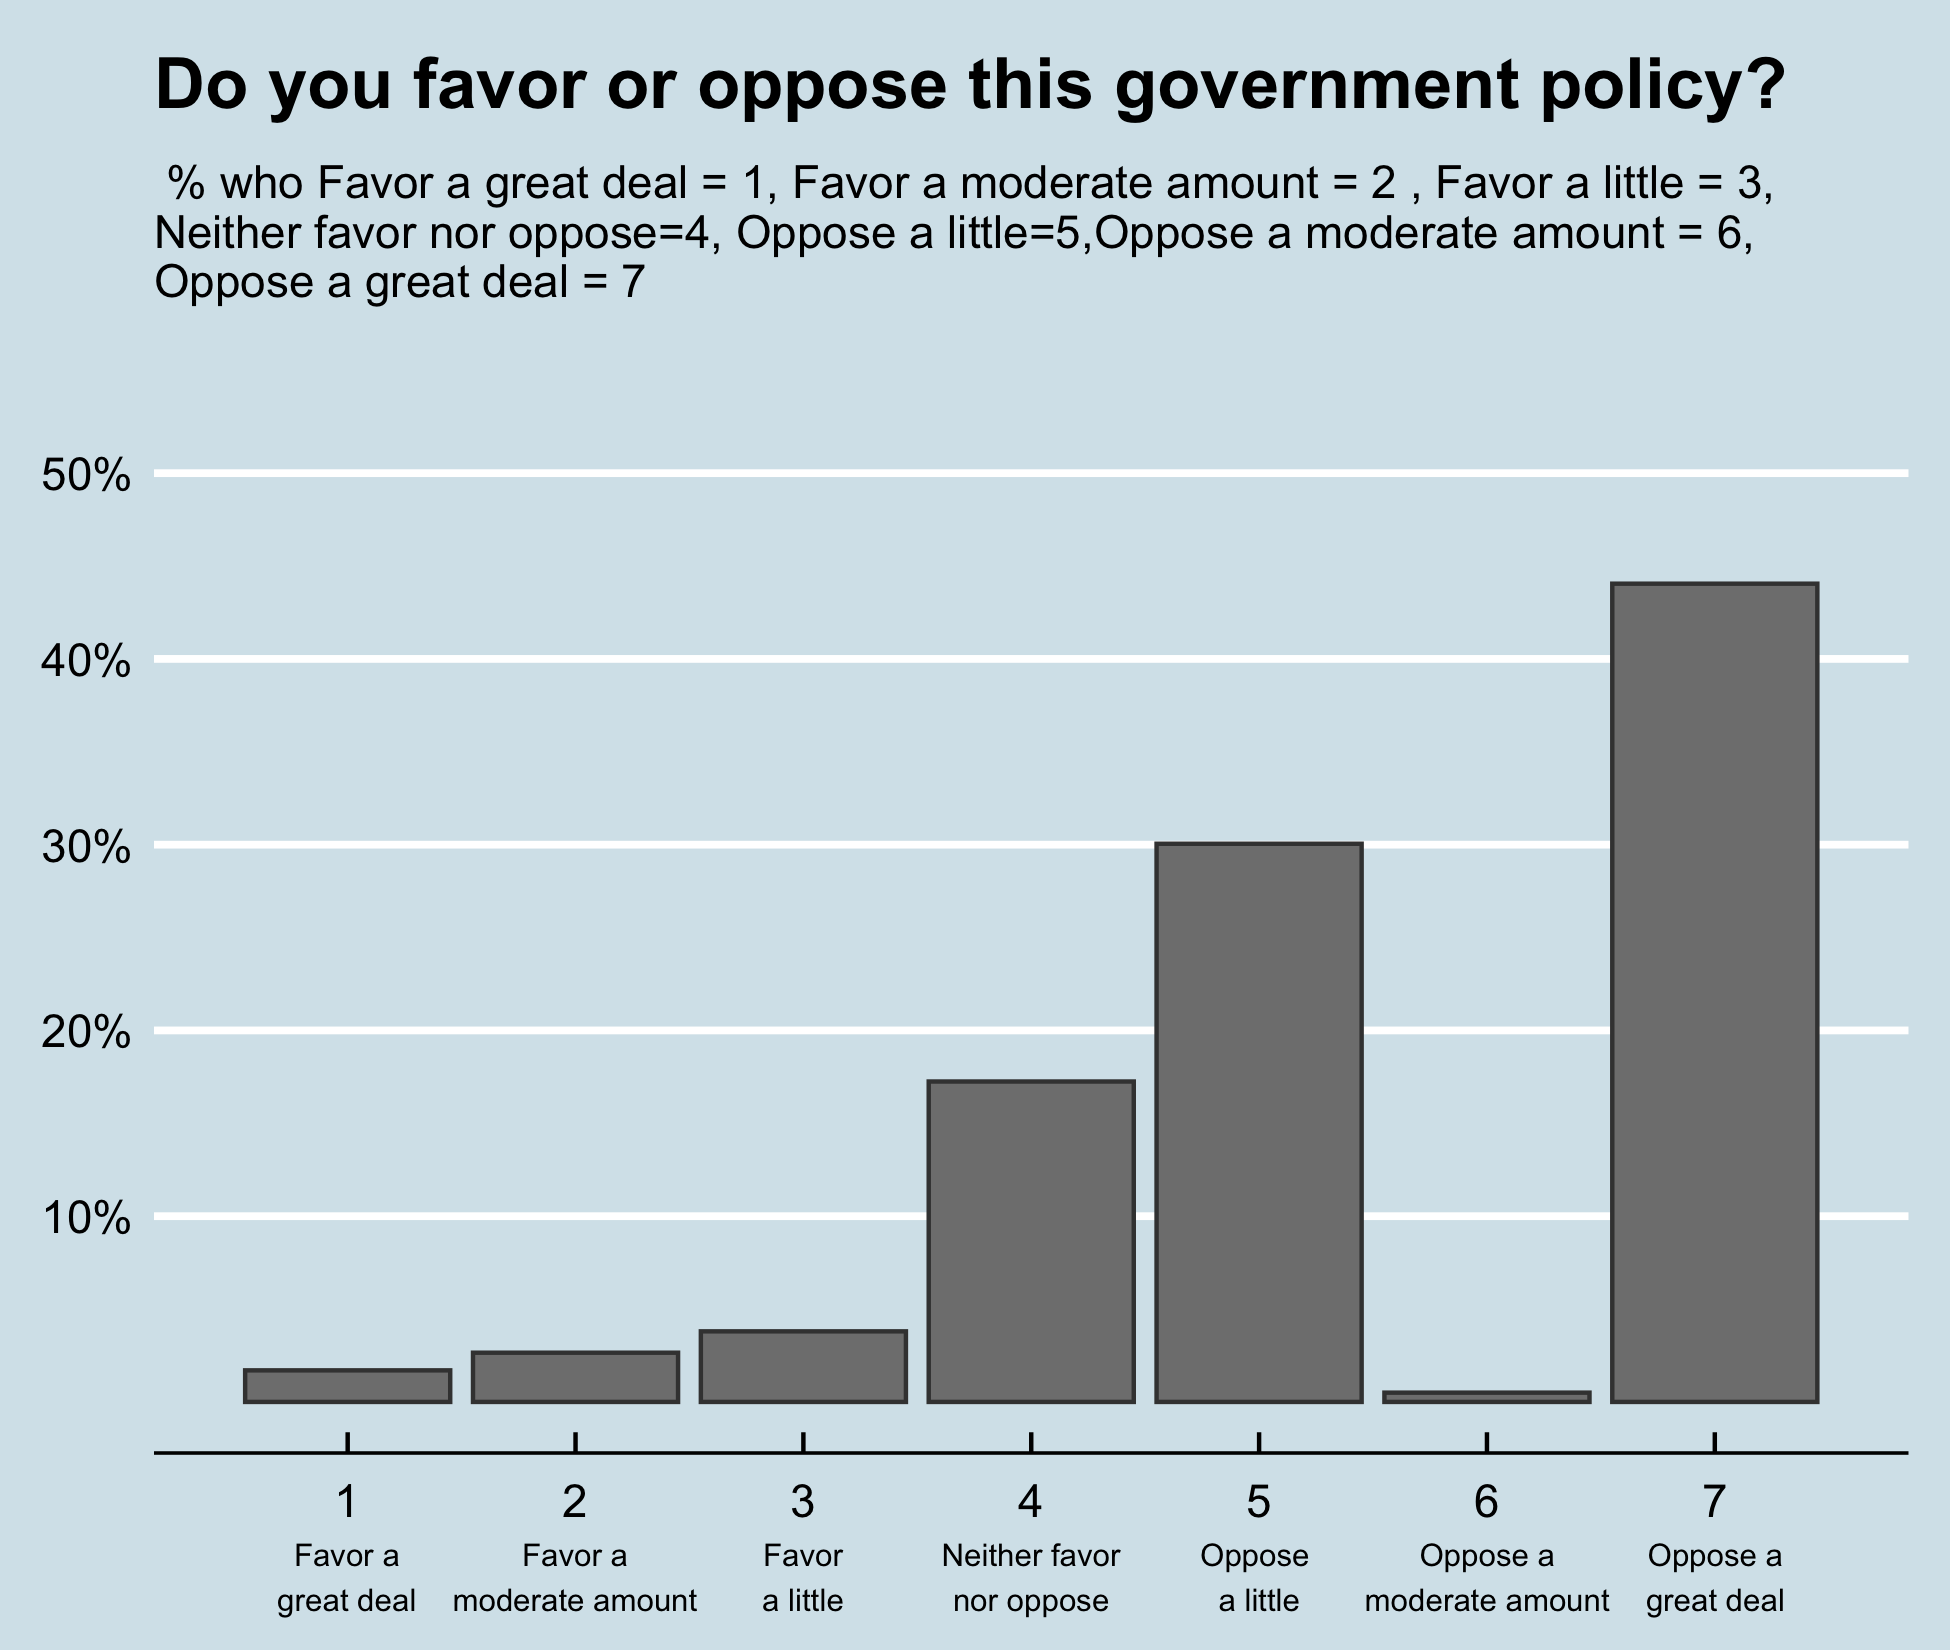 Do you favor or oppose this government policy?
% who Favor a great deal = 1, Favor a moderate amount = 2 , Favor a little = 3,
Neither favor nor oppose=4, Oppose a little=5,Oppose a moderate amount = 6,
Oppose a great deal = 7
50%
40%
30%
20%
10%
1 2 3 4 5 6 7
Favor a Favor a Favor Neither favor Oppose Oppose a Oppose a
great deal moderate amount a little nor oppose a little moderate amount great deal